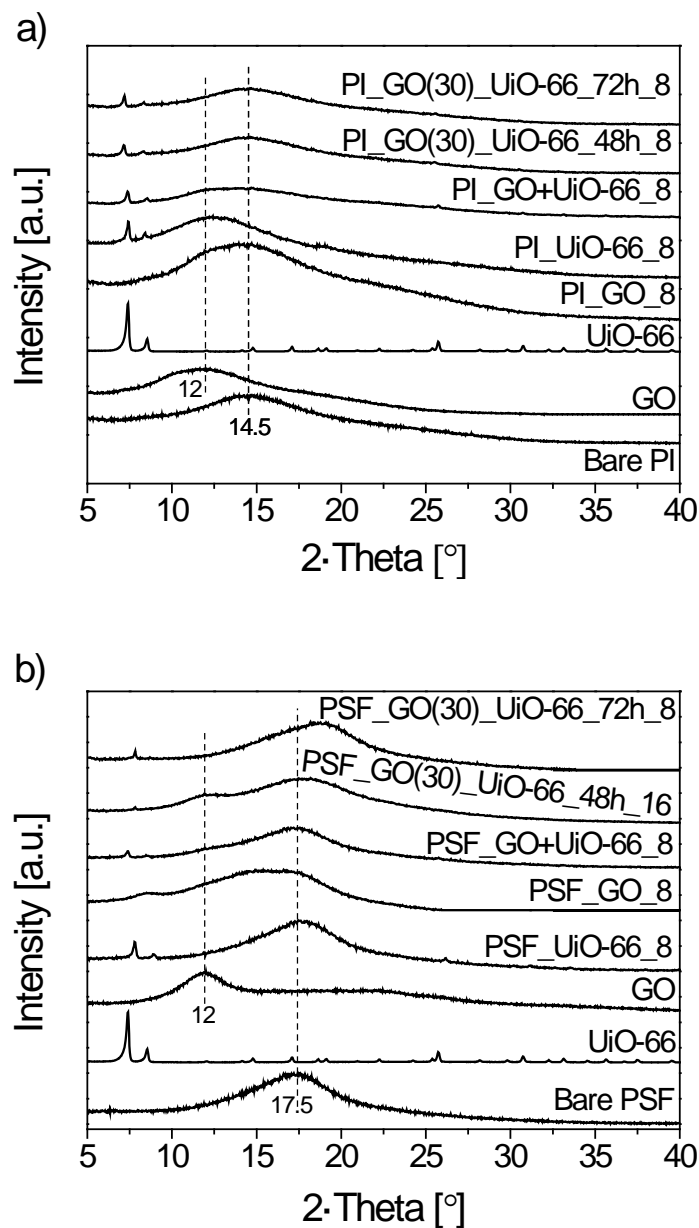 a)
PI_GO(30)_UiO-66_72h_8
PI_GO(30)_UiO-66_48h_8
PI_GO+UiO-66_8
PI_UiO-66_8
PI_GO_8
UiO-66
GO
12
14.5
Bare PI
Intensity [a.u.]
5 10 15 20 25 30 35 40
2·Theta [°]
b)
PSF_GO(30)_UiO-66_72h_8
PSF_GO(30)_UiO-66_48h_16
PSF_GO+UiO-66_8
PSF_GO_8
PSF_UiO-66_8
GO
12
UiO-66
Bare PSF
17.5
Intensity [a.u.]
5 10 15 20 25 30 35 40
2·Theta [°]